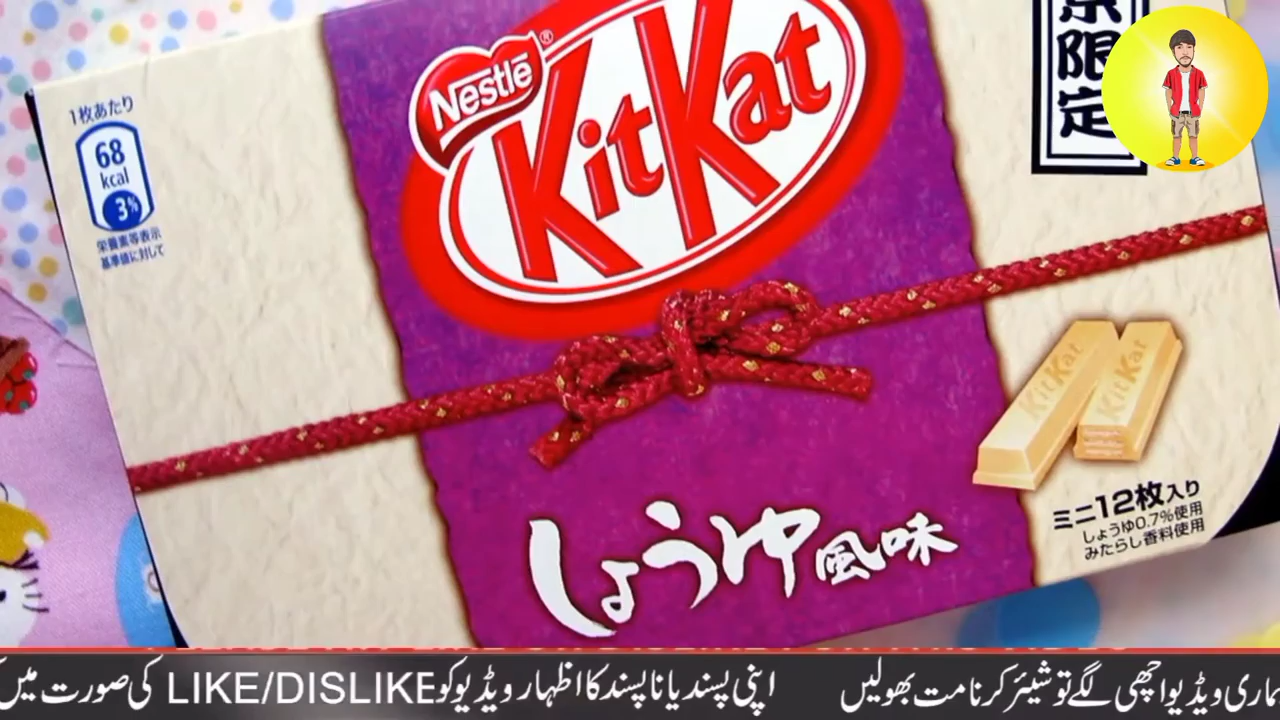 Nestlé®
KitKat
限
定
1枚あたり
68
kcal
3%
栄養素等表示
基準値に対して
KitKat
KitKat
しょうゆ風味
ミニ12枚入り
しょうゆ0.7%使用
みたらし香料使用
ماری ویڈیو اچھی لگے تو شیئر کرنا مت بھولیں اپنی پسند یا ناپسند کا اظہار ویڈیو کو LIKE/DISLIKE کی صورت میں